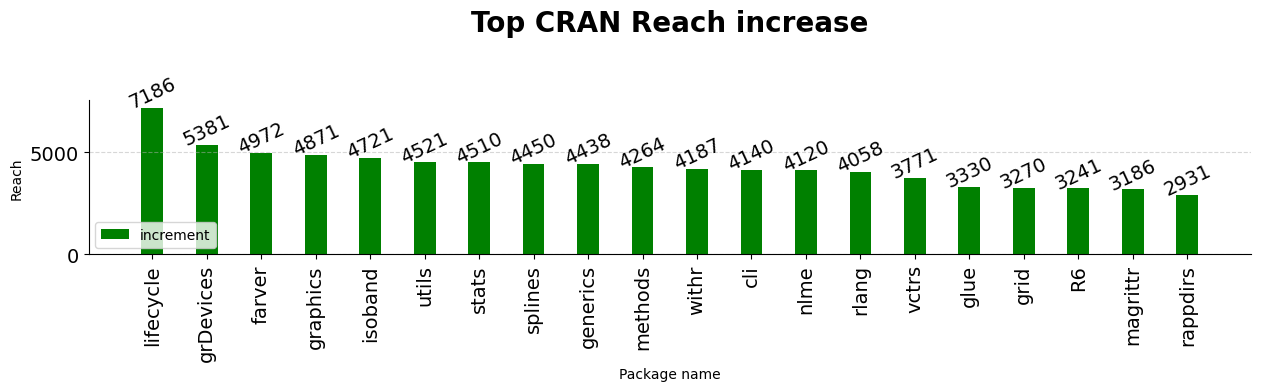 Top CRAN Reach increase
7186
5381
4972
4871
4721
4521
4510
4450
4438
4264
4187
4140
4120
4058
3771
3330
3270
3241
3186
2931
Reach
5000
0
increment
lifecycle
grDevices
farver
graphics
isoband
utils
stats
splines
generics
methods
withr
cli
nlme
rlang
vctrs
glue
grid
R6
magrittr
rappdirs
Package name